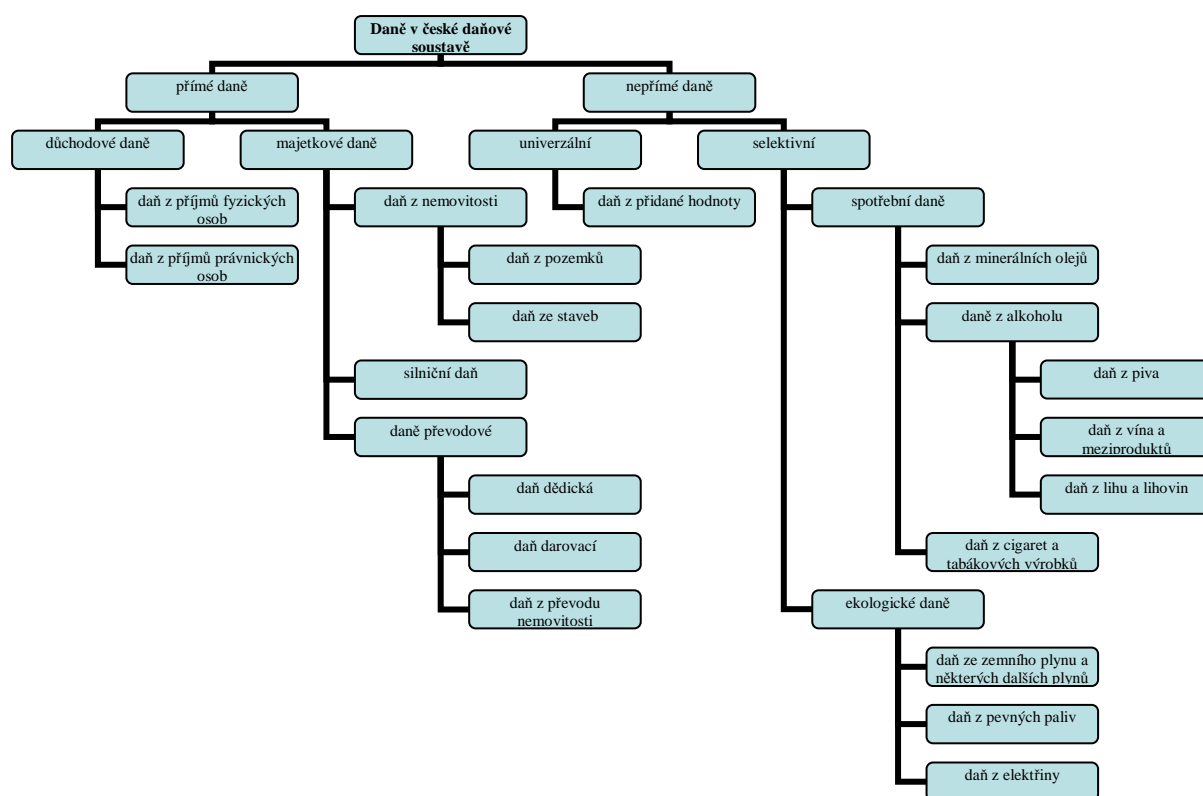 Daně v české daňové
soustavě
přímé daně
nepřímé daně
důchodové daně
majetkové daně
univerzální
selektivní
daň z příjmů fyzických
osob
daň z nemovitosti
daň z přidané hodnoty
spotřební daně
daň z příjmů právnických
osob
daň z pozemků
daň z minerálních olejů
daň ze staveb
daně z alkoholu
silniční daň
daň z piva
daně převodové
daň z vína a
meziproduktů
daň dědická
daň z lihu a lihovin
daň darovací
daň z cigaret a
tabákových výrobků
daň z převodu
nemovitosti
ekologické daně
daň ze zemního plynu a
některých dalších plynů
daň z pevných paliv
daň z elektřiny